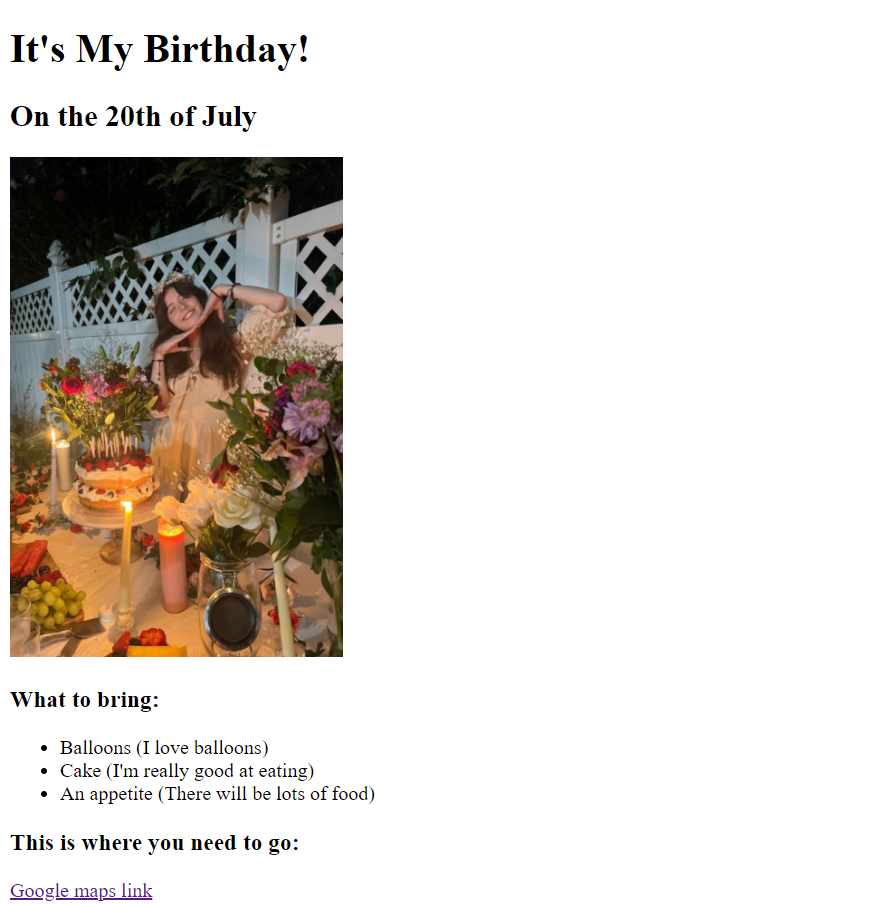 It's My Birthday!
On the 20th of July
What to bring:
Balloons (I love balloons)
Cake (I'm really good at eating)
An appetite (There will be lots of food)
This is where you need to go:
Google maps link